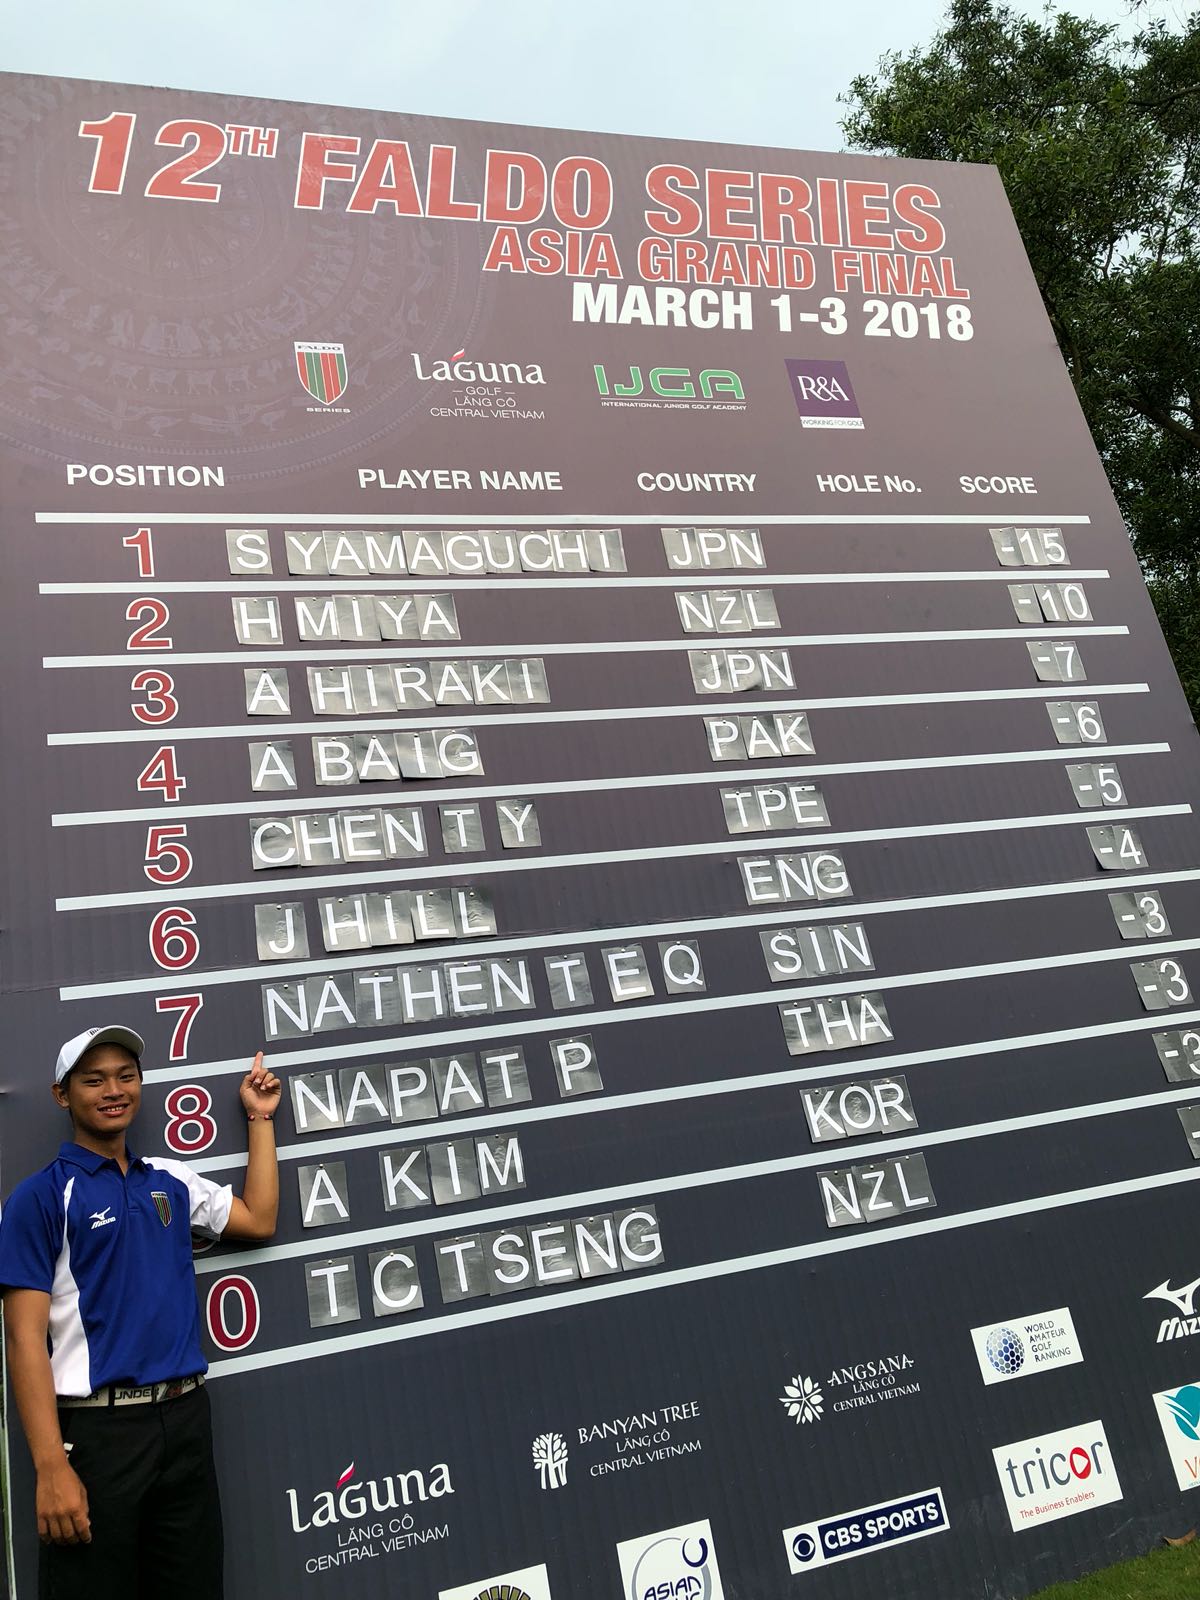 12TH FALDO SERIES
ASIA GRAND FINAL
MARCH 1-3 2018
FALDO
SERIES
Laguna
GOLF
LĂNG CÔ
CENTRAL VIETNAM
IJGA
INTERNATIONAL JUNIOR GOLF ACADEMY
R&A
WORKING FOR GOLF
POSITION PLAYER NAME COUNTRY HOLE No. SCORE
1 S YAMAGUCHI JPN -15
2 H MIYA NZL -10
3 A HIRAKI JPN -7
4 A BAIG PAK -6
5 CHEN T Y TPE -5
6 J HILL ENG -4
7 NATHEN T E Q SIN -3
8 NAPAT P THA -3
A KIM KOR -3
0 T C TSENG NZL -
MIZUNO
FALDO
UNDER
Laguna
LĂNG CÔ
CENTRAL VIETNAM
BANYAN TREE
LĂNG CÔ
CENTRAL VIETNAM
ANGSANA
LĂNG CÔ
CENTRAL VIETNAM
WORLD
AMATEUR
GOLF
RANKING
MIZU
ASIAN
CBS SPORTS
tricor
The Business Enablers
V